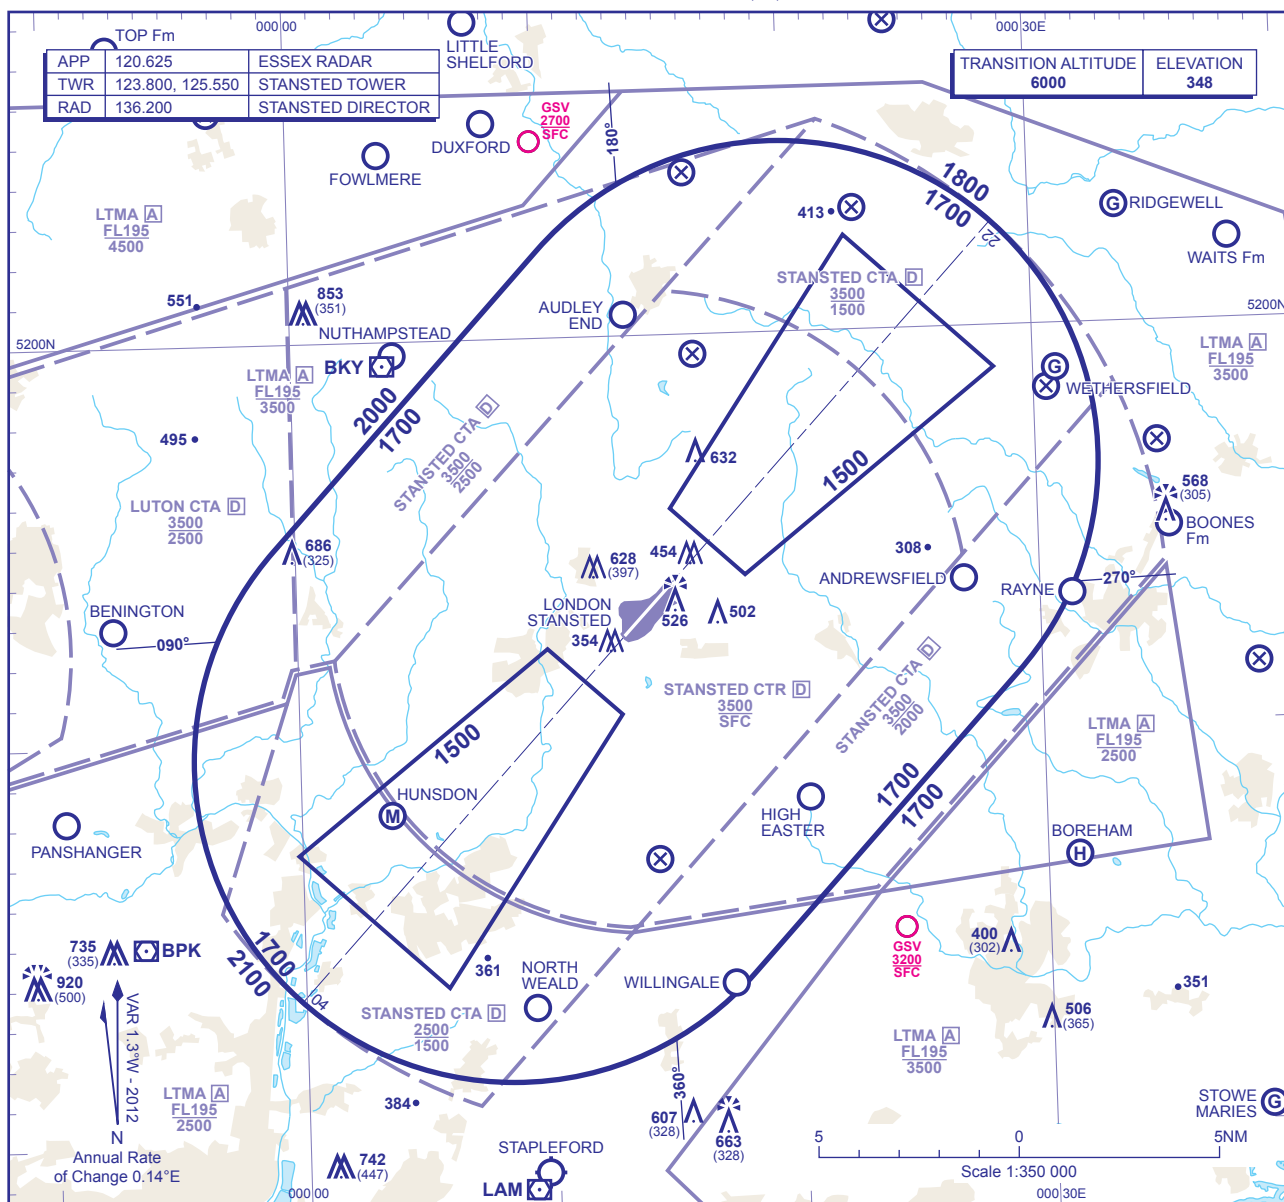 000 00
000 30E
TOP Fm
LITTLE
SHELFORD
APP 120.625 ESSEX RADAR
TWR 123.800, 125.550 STANSTED TOWER
RAD 136.200 STANSTED DIRECTOR
TRANSITION ALTITUDE
6000
ELEVATION
348
GSV
2700
SFC
DUXFORD
180°
FOWLMERE
1800
1700
RIDGEWELL
G
413
22
WAITS Fm
LTMA A
FL195
4500
STANSTED CTA D
3500
1500
551
853
(351)
AUDLEY
END
5200N
NUTHAMPSTEAD
5200N
LTMA A
FL195
3500
BKY
LTMA A
FL195
3500
G
WETHERSFIELD
2000
1700
STANSTED CTA D
3500
2500
495
632
1500
568
(305)
LUTON CTA D
3500
2500
BOONES
Fm
686
(325)
628
(397)
454
308
ANDREWSFIELD
RAYNE
270°
BENINGTON
LONDON
STANSTED
526
502
354
090°
STANSTED CTR D
3500
SFC
STANSTED CTA D
3500
2000
LTMA A
FL195
2500
1500
HUNSDON
M
HIGH
EASTER
1700
1700
BOREHAM
H
PANSHANGER
735
(335)
BPK
1700
2100
361
NORTH
WEALD
WILLINGALE
GSV
3200
SFC
400
(302)
920
(500)
04
351
STANSTED CTA D
2500
1500
506
(365)
VAR 1.3°W - 2012
LTMA A
FL195
3500
LTMA A
FL195
2500
384
360°
607
(328)
663
(328)
STOWE
MARIES
G
N
Annual Rate
of Change 0.14°E
742
(447)
STAPLEFORD
LAM
5 0 5NM
Scale 1:350 000
000 00
000 30E